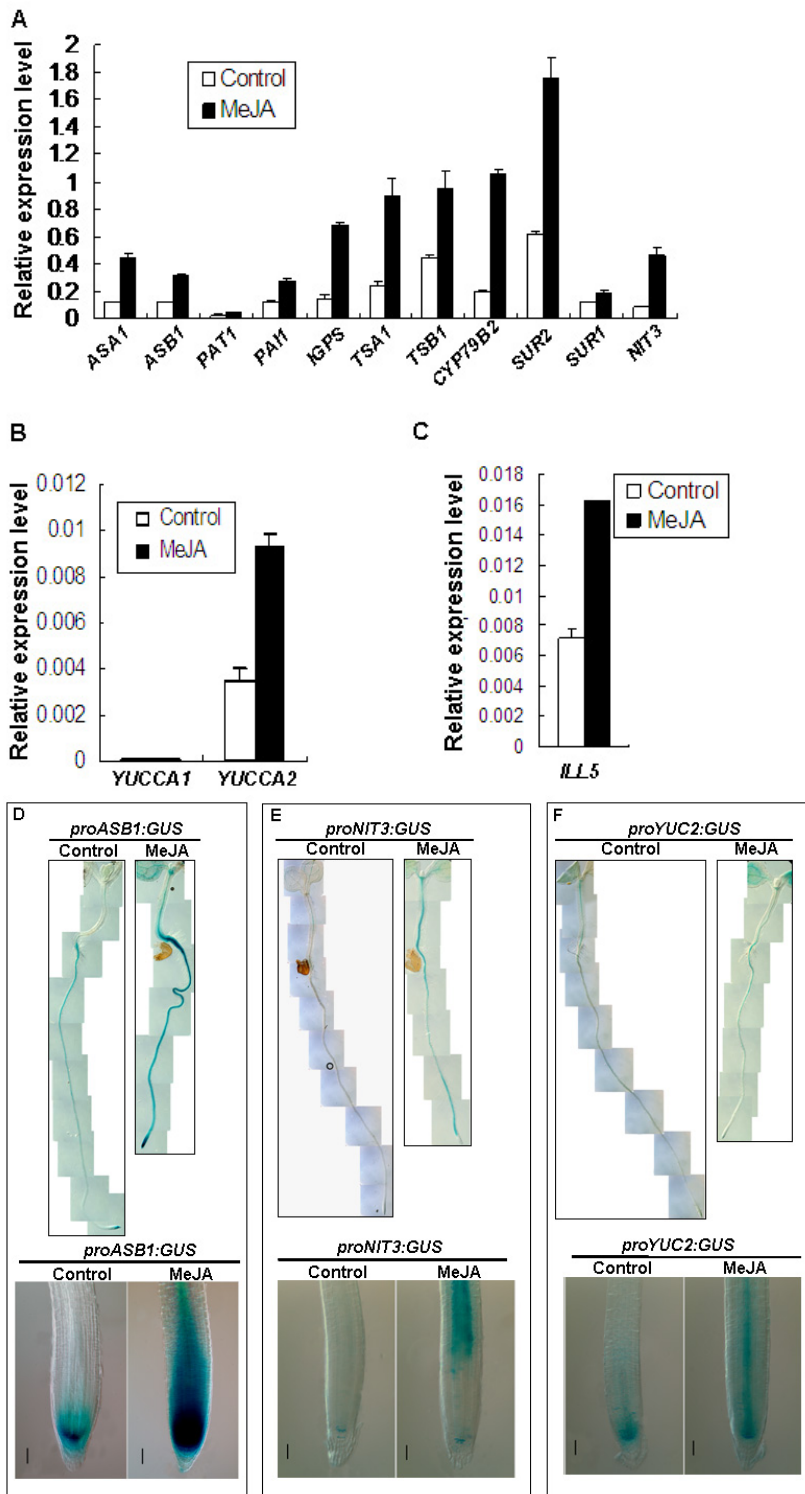 A
Relative expression level
2
1.8
1.6
1.4
1.2
1
0.8
0.6
0.4
0.2
0
Control
MeJA
ASA1 ASB1 PAT1 PAI1 IGPS TSA1 TSB1 CYP79B2 SUR2 SUR1 NIT3
B
Relative expression level
0.012
0.01
0.008
0.006
0.004
0.002
0
Control
MeJA
YUCCA1 YUCCA2
C
Relative expression level
0.018
0.016
0.014
0.012
0.01
0.008
0.006
0.004
0.002
0
Control
MeJA
ILL5
D
proASB1:GUS
Control MeJA
proASB1:GUS
Control MeJA
E
proNIT3:GUS
Control MeJA
proNIT3:GUS
Control MeJA
F
proYUC2:GUS
Control MeJA
proYUC2:GUS
Control MeJA